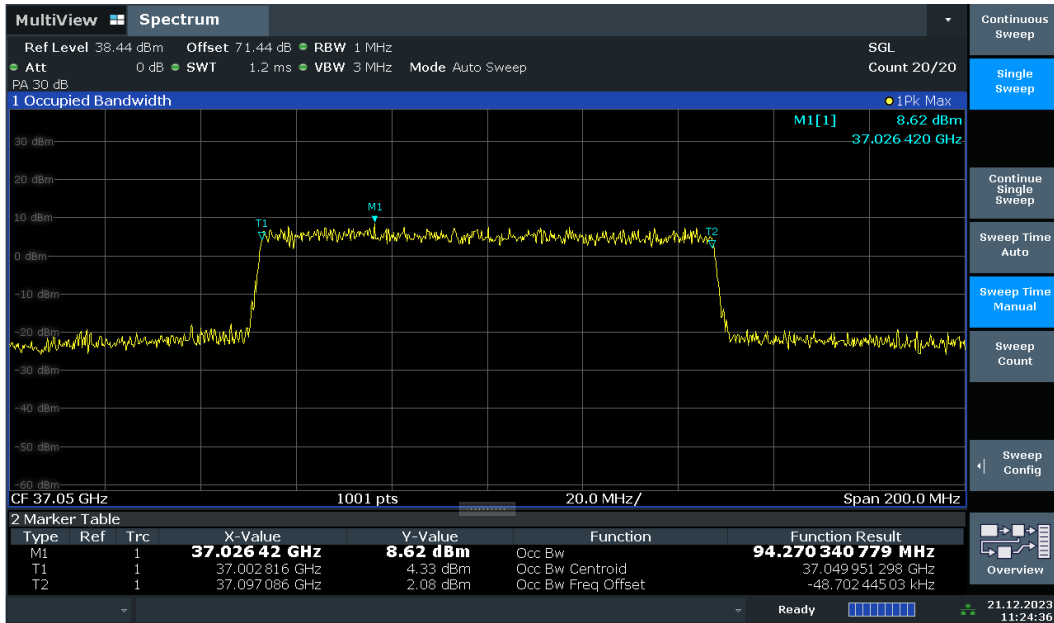 MultiView Spectrum
Ref Level 38.44 dBm Offset 71.44 dB RBW 1 MHz SGL
Att 0 dB SWT 1.2 ms VBW 3 MHz Mode Auto Sweep Count 20/20
PA 30 dB
1 Occupied Bandwidth 1Pk Max
M1[1] 8.62 dBm
37.026 420 GHz
30 dBm
20 dBm
M1
10 dBm
T1
T2
0 dBm
-10 dBm
-20 dBm
-30 dBm
-40 dBm
-50 dBm
-60 dBm
CF 37.05 GHz 1001 pts 20.0 MHz/ Span 200.0 MHz
2 Marker Table
Type Ref Trc X-Value Y-Value Function Function Result
M1 1 37.026 42 GHz 8.62 dBm Occ Bw 94.270 340 779 MHz
T1 1 37.002 816 GHz 4.33 dBm Occ Bw Centroid 37.049 951 298 GHz
T2 1 37.097 086 GHz 2.08 dBm Occ Bw Freq Offset -48.702 445 03 kHz
Ready
21.12.2023
11:24:36
Continuous
Sweep
Single
Sweep
Continue
Single
Sweep
Sweep Time
Auto
Sweep Time
Manual
Sweep
Count
Sweep
Config
Overview